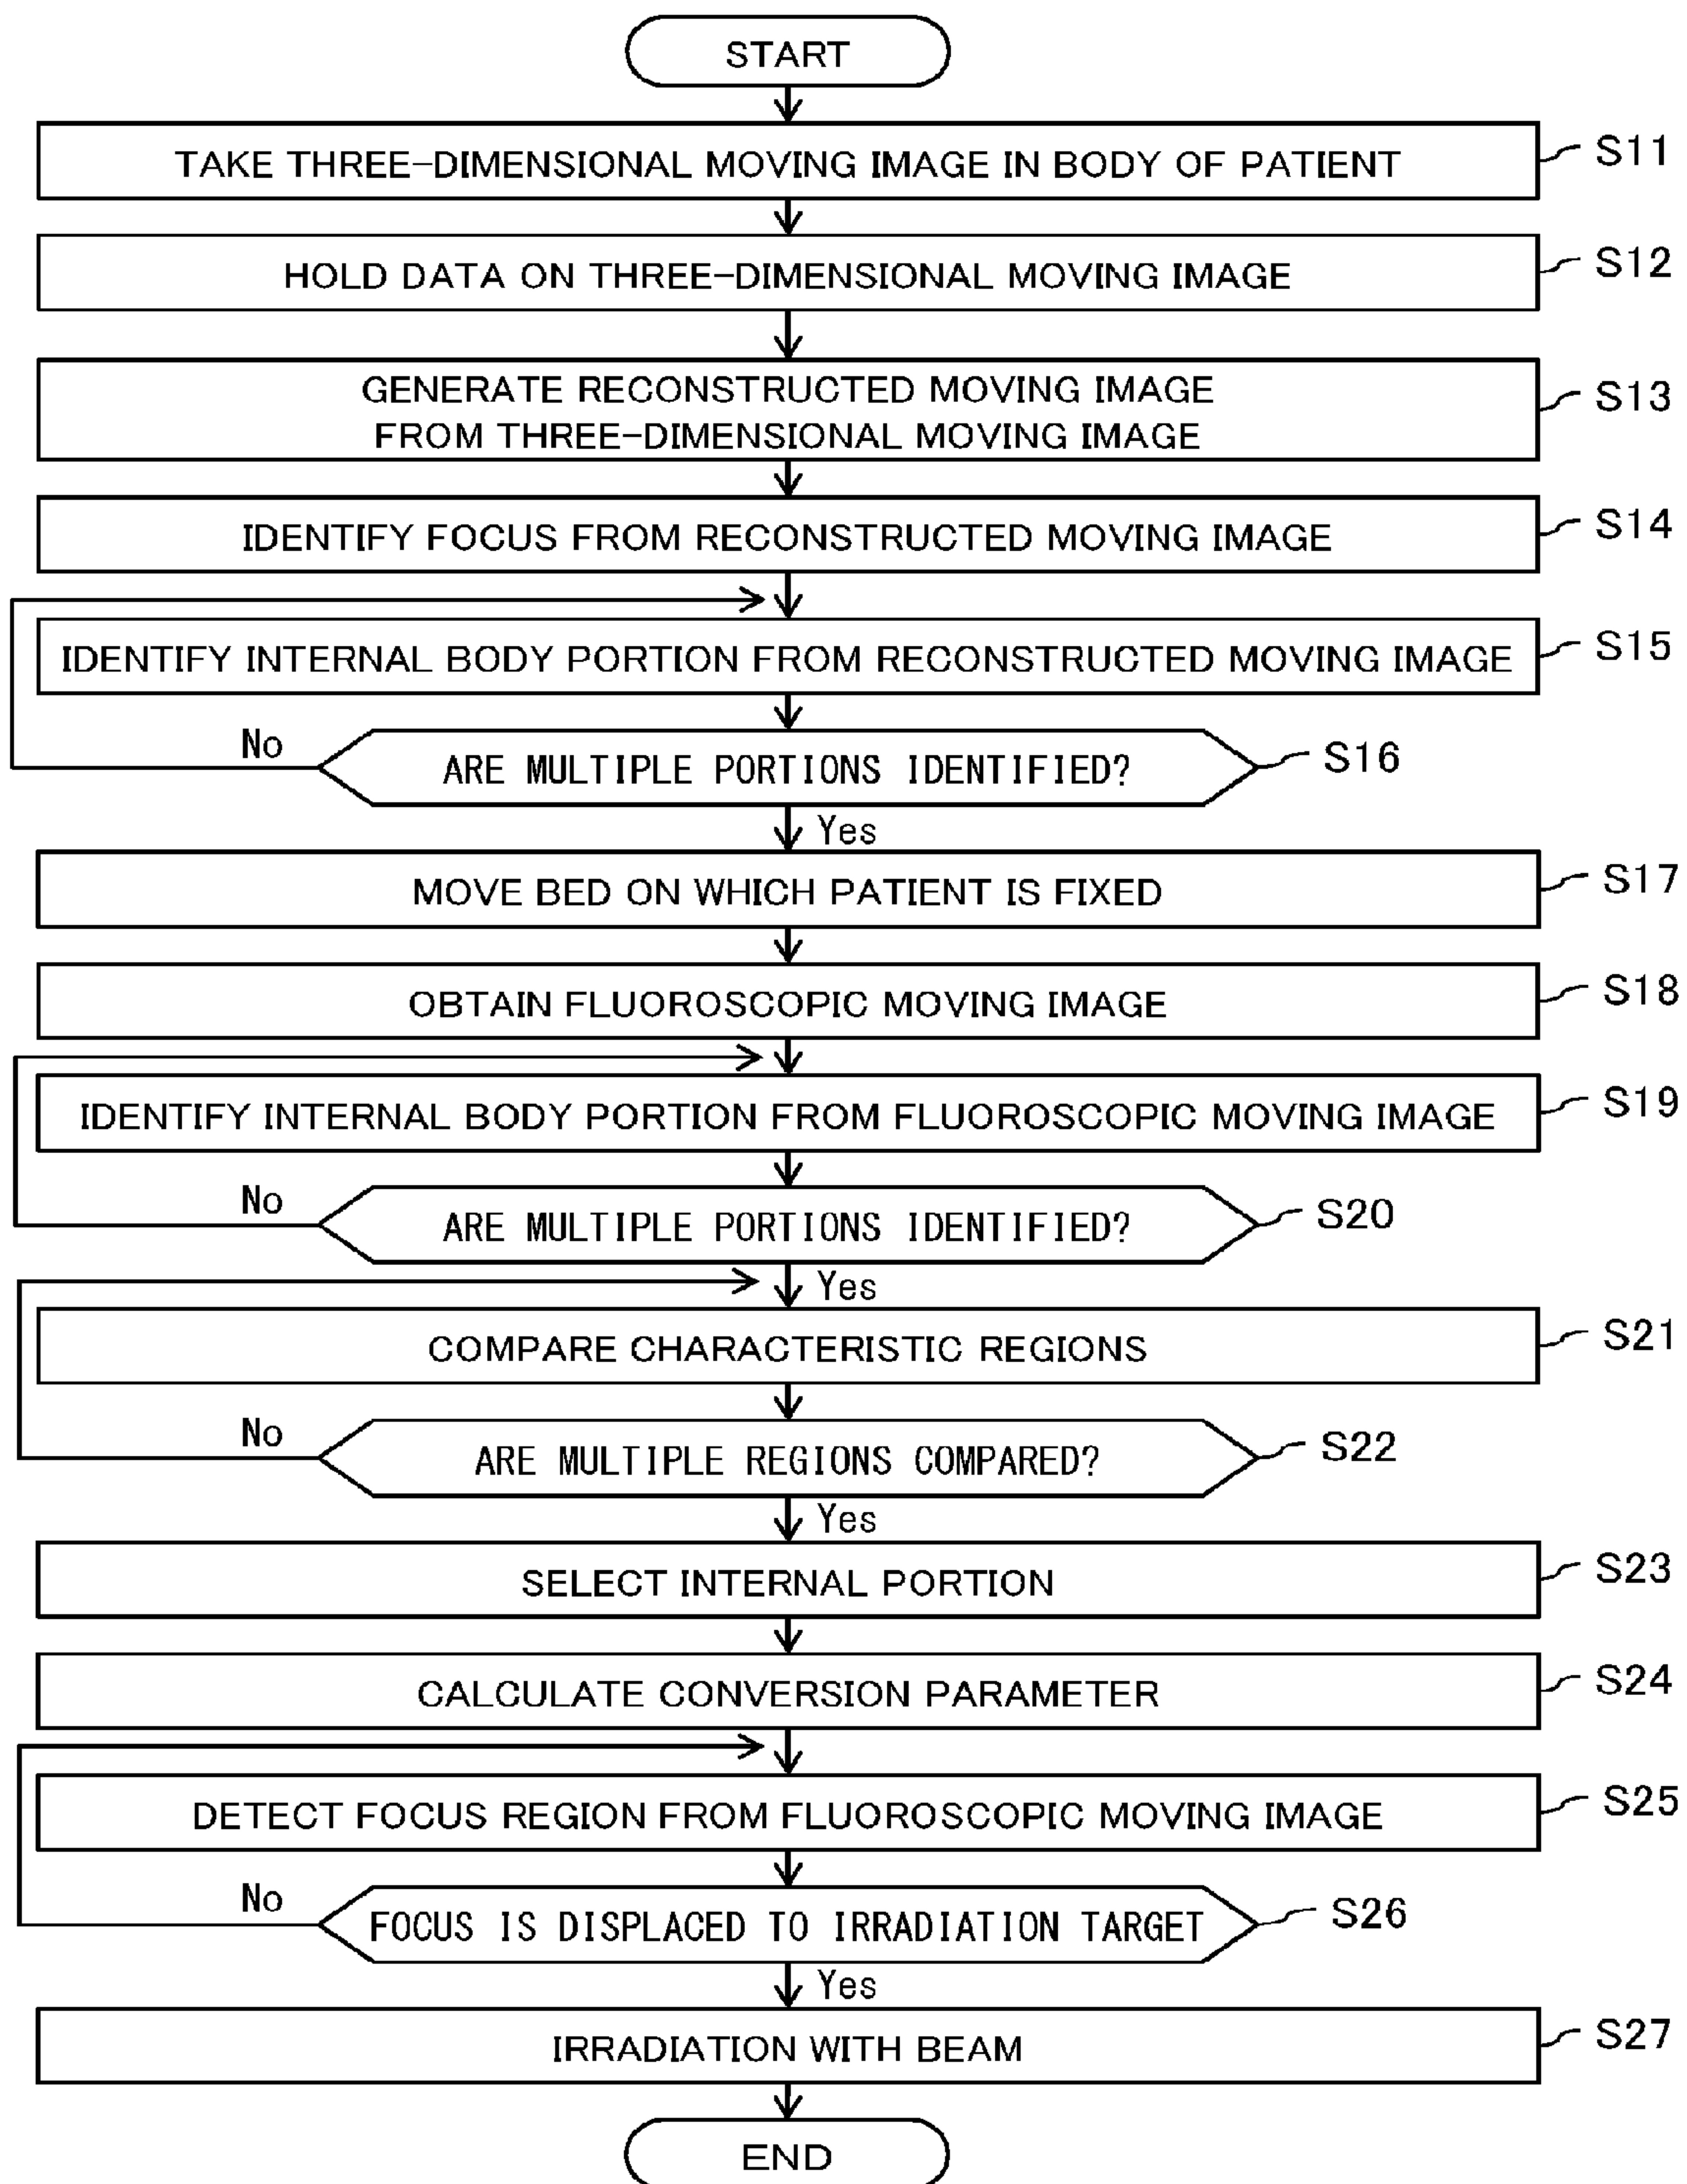 START
TAKE THREE-DIMENSIONAL MOVING IMAGE IN BODY OF PATIENT
S11
HOLD DATA ON THREE-DIMENSIONAL MOVING IMAGE
S12
GENERATE RECONSTRUCTED MOVING IMAGE
FROM THREE-DIMENSIONAL MOVING IMAGE
S13
IDENTIFY FOCUS FROM RECONSTRUCTED MOVING IMAGE
S14
IDENTIFY INTERNAL BODY PORTION FROM RECONSTRUCTED MOVING IMAGE
S15
No
ARE MULTIPLE PORTIONS IDENTIFIED?
S16
Yes
MOVE BED ON WHICH PATIENT IS FIXED
S17
OBTAIN FLUOROSCOPIC MOVING IMAGE
S18
IDENTIFY INTERNAL BODY PORTION FROM FLUOROSCOPIC MOVING IMAGE
S19
No
ARE MULTIPLE PORTIONS IDENTIFIED?
S20
Yes
COMPARE CHARACTERISTIC REGIONS
S21
No
ARE MULTIPLE REGIONS COMPARED?
S22
Yes
SELECT INTERNAL PORTION
S23
CALCULATE CONVERSION PARAMETER
S24
DETECT FOCUS REGION FROM FLUOROSCOPIC MOVING IMAGE
S25
No
FOCUS IS DISPLACED TO IRRADIATION TARGET
S26
Yes
IRRADIATION WITH BEAM
S27
END